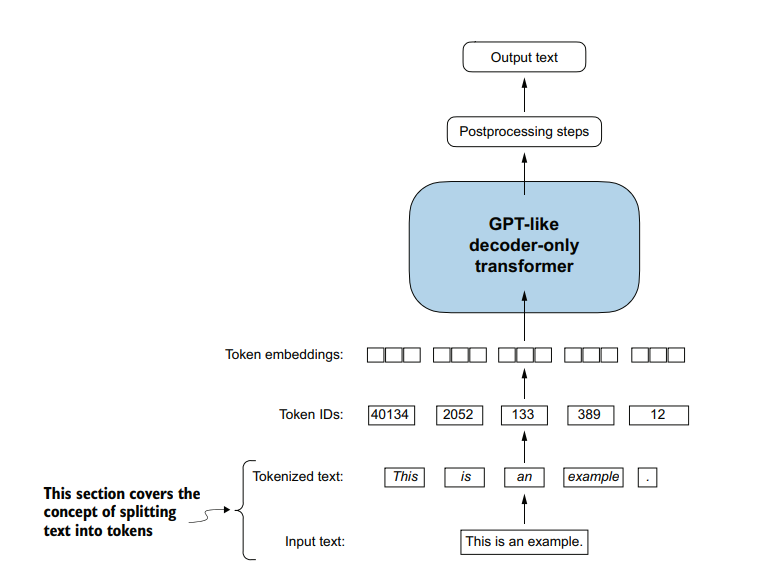 Output text
Postprocessing steps
GPT-like
decoder-only
transformer
Token embeddings:
Token IDs: 40134 2052 133 389 12
Tokenized text: This is an example .
This section covers the
concept of splitting
text into tokens
Input text: This is an example.